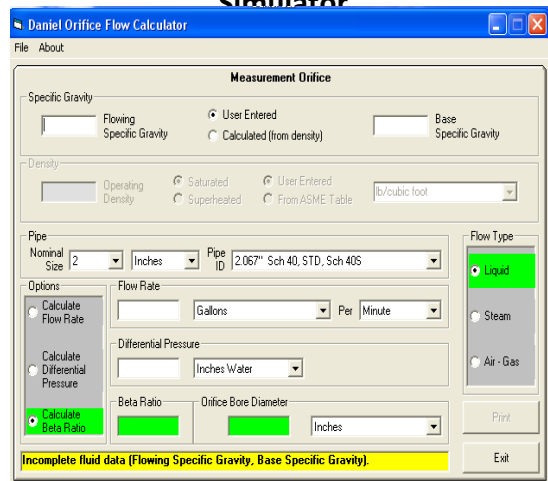 Simulator
Daniel Orifice Flow Calculator
File About
Measurement Orifice
Specific Gravity
Flowing Specific Gravity
User Entered
Calculated (from density)
Base Specific Gravity
Density
Operating Density
Saturated
Superheated
User Entered
From ASME Table
lb/cubic foot
Pipe
Nominal Size 2 Inches Pipe ID 2.067" Sch 40, STD, Sch 40S
Flow Type
Liquid
Steam
Air - Gas
Options
Calculate Flow Rate
Calculate Differential Pressure
Calculate Beta Ratio
Flow Rate
Gallons Per Minute
Differential Pressure
Inches Water
Beta Ratio
Orifice Bore Diameter
Inches
Print
Exit
Incomplete fluid data (Flowing Specific Gravity, Base Specific Gravity).